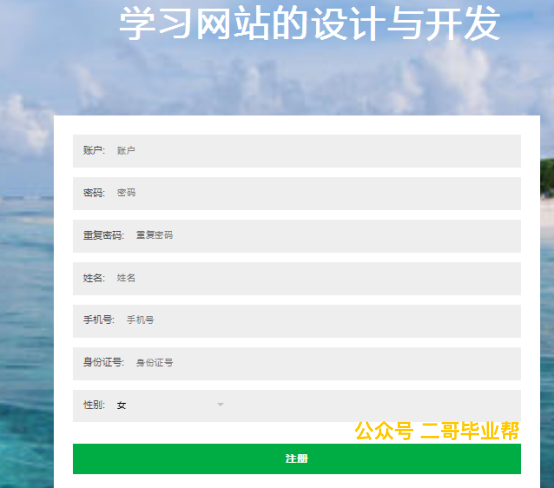 学习网站的设计与开发
账户: 账户
密码: 密码
重复密码: 重复密码
姓名: 姓名
手机号: 手机号
身份证号: 身份证号
性别: 女
公众号 二哥毕业帮
注册